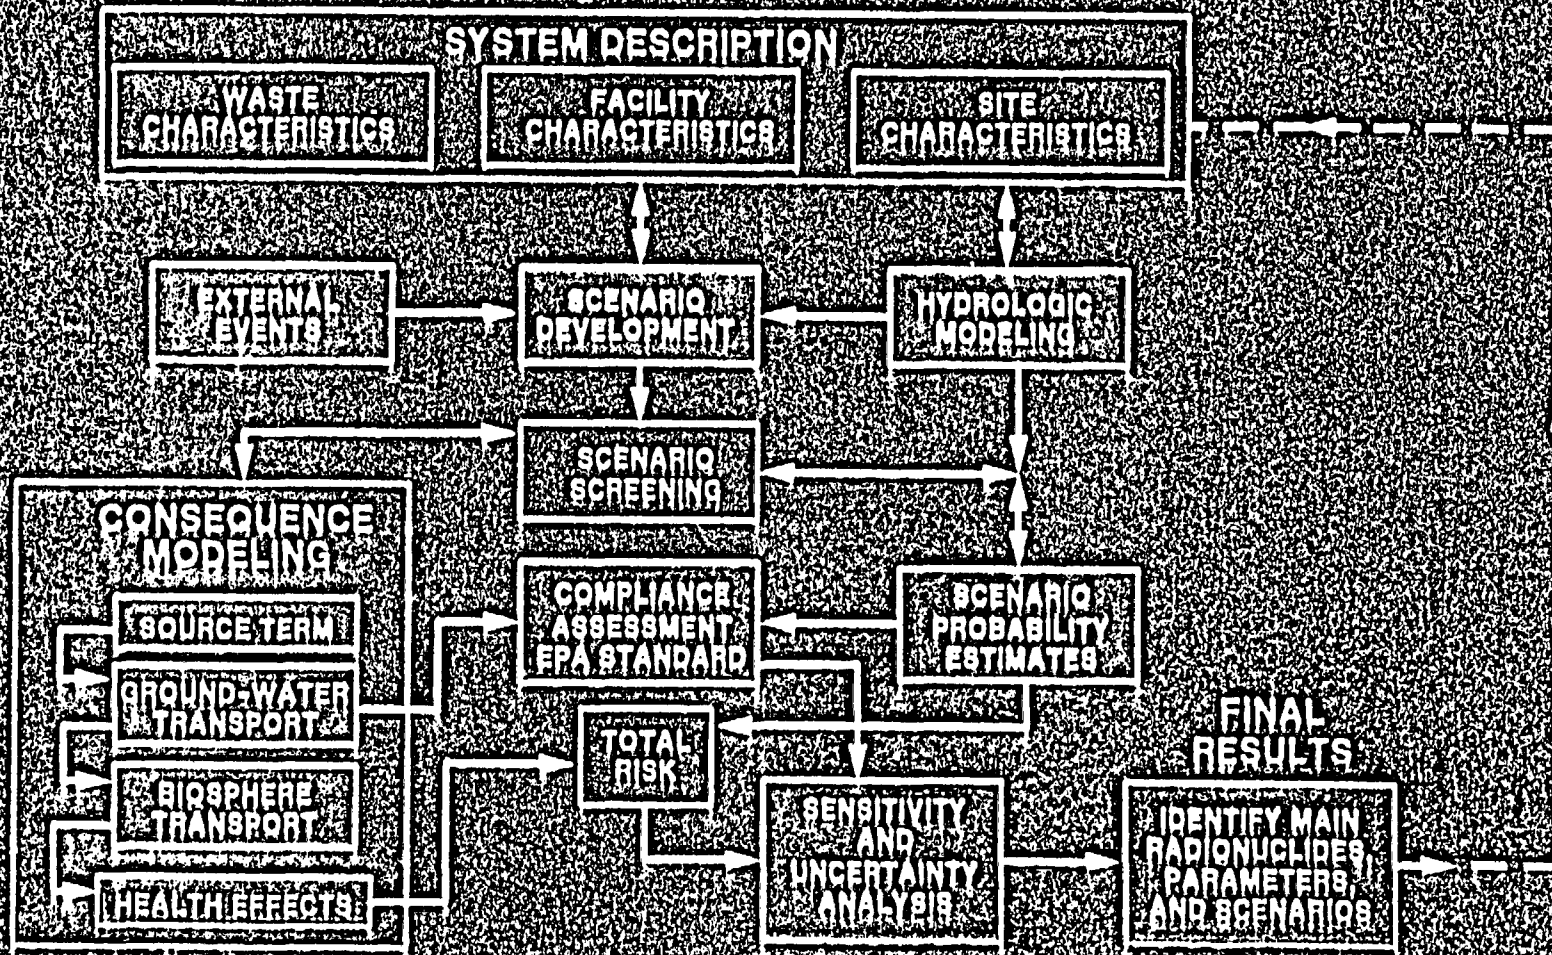 SYSTEM DESCRIPTION
WASTE
CHARACTERISTICS
FACILITY
CHARACTERISTICS
SITE
CHARACTERISTICS
EXTERNAL
EVENTS
SCENARIO
DEVELOPMENT
HYDROLOGIC
MODELING
SCENARIO
SCREENING
CONSEQUENCE
MODELING
SOURCE TERM
GROUND-WATER
TRANSPORT
BIOSPHERE
TRANSPORT
HEALTH EFFECTS
COMPLIANCE
ASSESSMENT
EPA STANDARD
SCENARIO
PROBABILITY
ESTIMATES
TOTAL
RISK
SENSITIVITY
AND
UNCERTAINTY
ANALYSIS
FINAL
RESULTS
IDENTIFY MAIN
RADIONUCLIDES,
PARAMETERS,
AND SCENARIOS